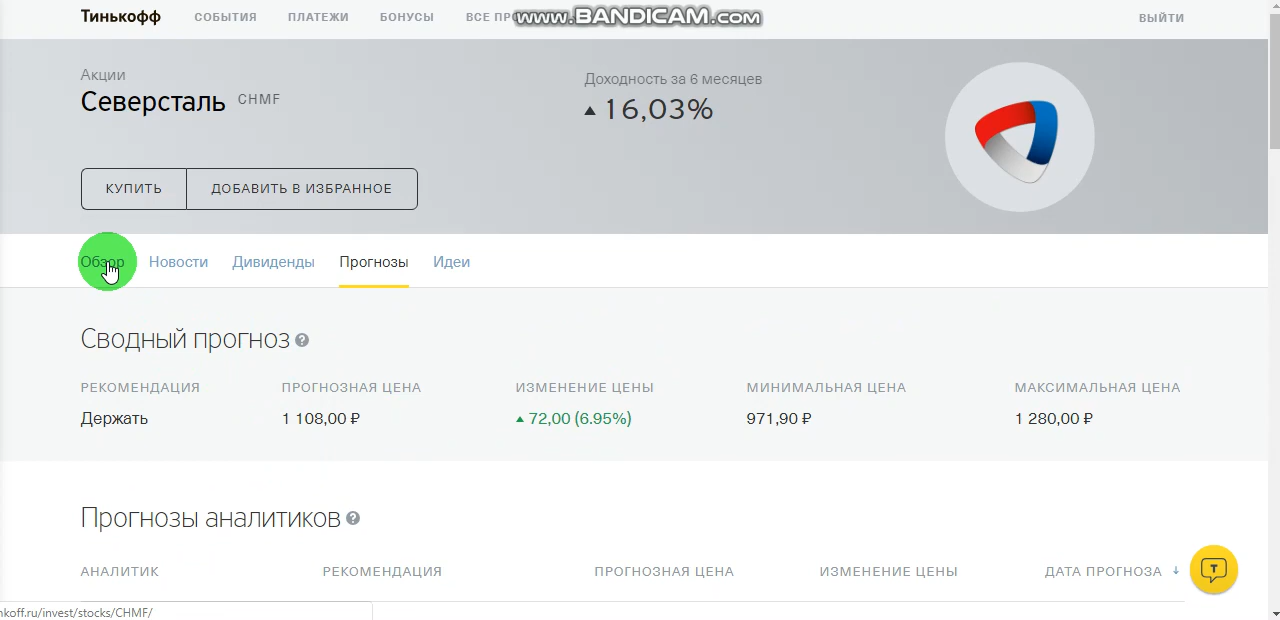 Тинькофф СОБЫТИЯ ПЛАТЕЖИ БОНУСЫ ВСЕ www.BANDICAM.com ВЫЙТИ
Акции
Северсталь CHMF
Доходность за 6 месяцев
16,03%
КУПИТЬ ДОБАВИТЬ В ИЗБРАННОЕ
Обзор Новости Дивиденды Прогнозы Идеи
Сводный прогноз ?
РЕКОМЕНДАЦИЯ ПРОГНОЗНАЯ ЦЕНА ИЗМЕНЕНИЕ ЦЕНЫ МИНИМАЛЬНАЯ ЦЕНА МАКСИМАЛЬНАЯ ЦЕНА
Держать 1 108,00 ₽ 72,00 (6.95%) 971,90 ₽ 1 280,00 ₽
Прогнозы аналитиков ?
АНАЛИТИК РЕКОМЕНДАЦИЯ ПРОГНОЗНАЯ ЦЕНА ИЗМЕНЕНИЕ ЦЕНЫ ДАТА ПРОГНОЗА ↓
T
nkoff.ru/invest/stocks/CHMF/